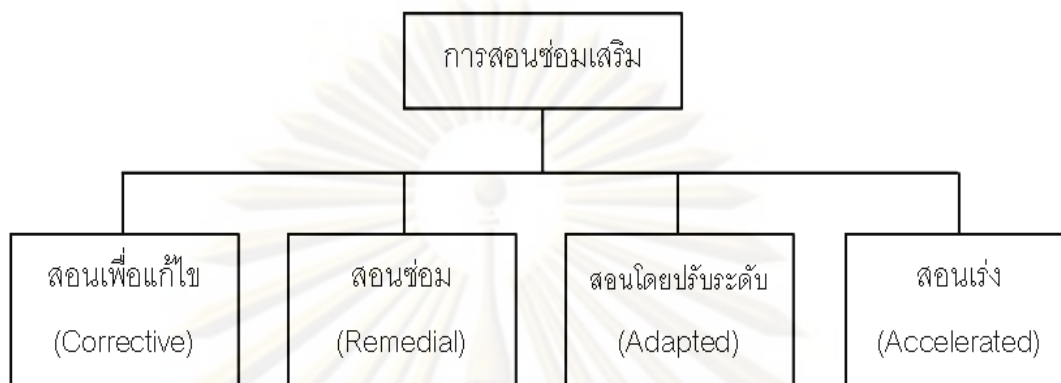 การสอนซ่อมเสริม
สอนเพื่อแก้ไข
(Corrective)
สอนซ่อม
(Remedial)
สอนโดยปรับระดับ
(Adapted)
สอนเร่ง
(Accelerated)